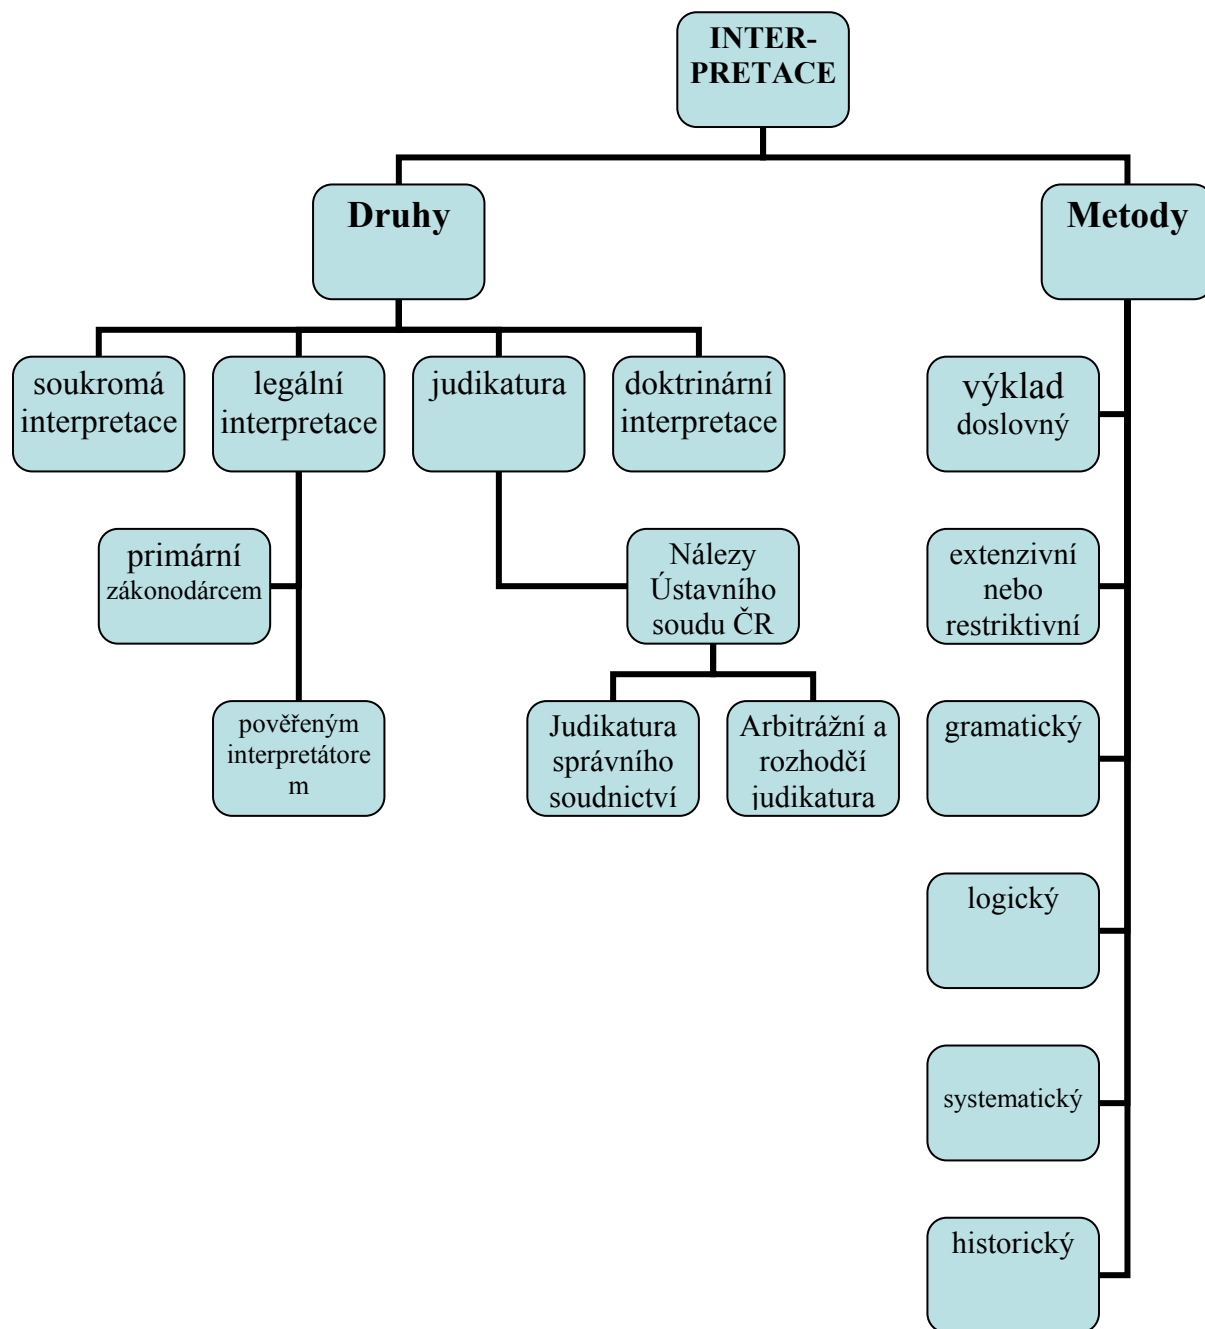 INTER-
PRETACE
Druhy
Metody
soukromá
interpretace
legální
interpretace
judikatura
doktrinární
interpretace
výklad
doslovný
primární
zákonodárcem
Nálezy
Ústavního
soudu ČR
extenzivní
nebo
restriktivní
pověřeným
interpretátore
m
Judikatura
správního
soudnictví
Arbitrážní a
rozhodčí
judikatura
gramatický
logický
systematický
historický